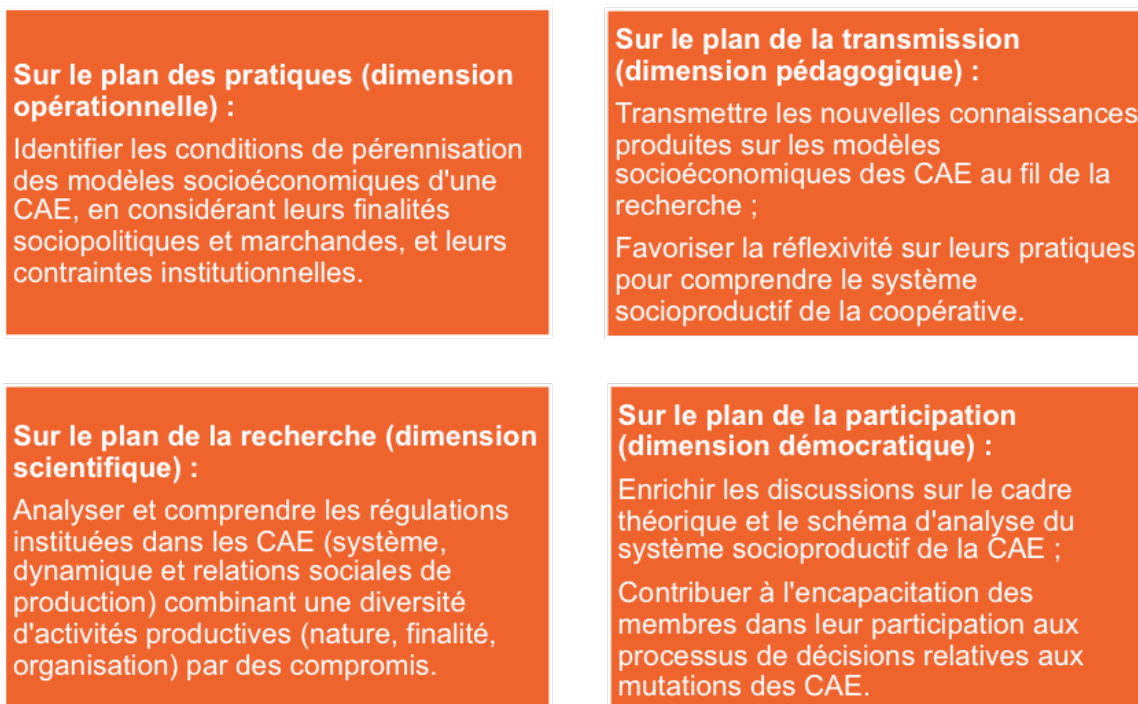 Sur le plan des pratiques (dimension
opérationnelle) :
Identifier les conditions de pérennisation
des modèles socioéconomiques d'une
CAE, en considérant leurs finalités
sociopolitiques et marchandes, et leurs
contraintes institutionnelles.
Sur le plan de la transmission
(dimension pédagogique) :
Transmettre les nouvelles connaissances
produites sur les modèles
socioéconomiques des CAE au fil de la
recherche ;
Favoriser la réflexivité sur leurs pratiques
pour comprendre le système
socioproductif de la coopérative.
Sur le plan de la recherche (dimension
scientifique) :
Analyser et comprendre les régulations
instituées dans les CAE (système,
dynamique et relations sociales de
production) combinant une diversité
d'activités productives (nature, finalité,
organisation) par des compromis.
Sur le plan de la participation
(dimension démocratique) :
Enrichir les discussions sur le cadre
théorique et le schéma d'analyse du
système socioproductif de la CAE ;
Contribuer à l'encapacitation des
membres dans leur participation aux
processus de décisions relatives aux
mutations des CAE.